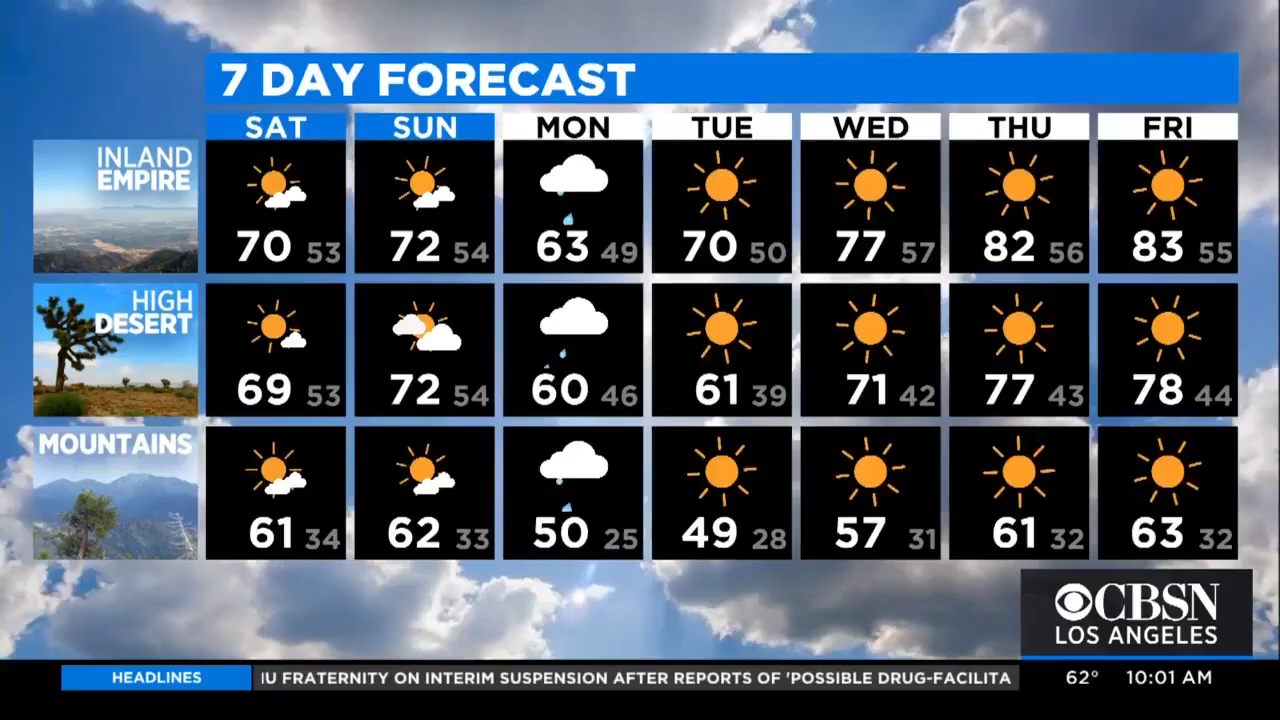 7 DAY FORECAST
SAT SUN MON TUE WED THU FRI
INLAND
EMPIRE
70 53 72 54 63 49 70 50 77 57 82 56 83 55
HIGH
DESERT
69 53 72 54 60 46 61 39 71 42 77 43 78 44
MOUNTAINS
61 34 62 33 50 25 49 28 57 31 61 32 63 32
CBSN
LOS ANGELES
HEADLINES FRATERNITY ON INTERIM SUSPENSION AFTER REPORTS OF 'POSSIBLE DRUG-FACILITA 62° 10:01 AM